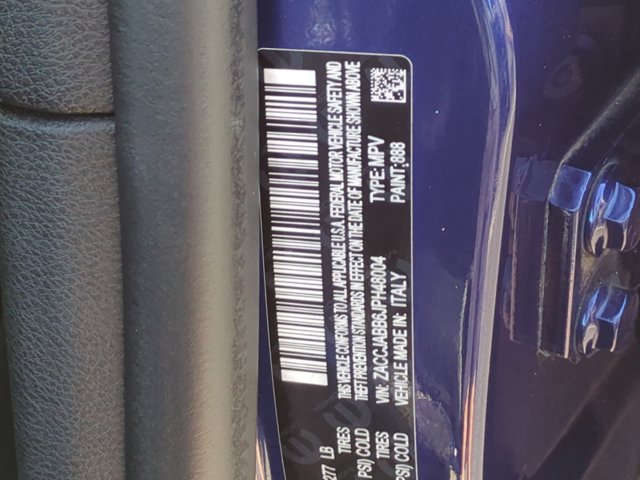 277 LB
TIRES
PSI) COLD
TIRES
PSI) COLD
THIS VEHICLE CONFORMS TO ALL APPLICABLE U.S.A. FEDERAL MOTOR VEHICLE SAFETY AND
THEFT PREVENTION STANDARDS IN EFFECT ON THE DATE OF MANUFACTURE SHOWN ABOVE
VIN: ZACCJABB6JPH48004 TYPE: MPV
VEHICLE MADE IN: ITALY PAINT: 888